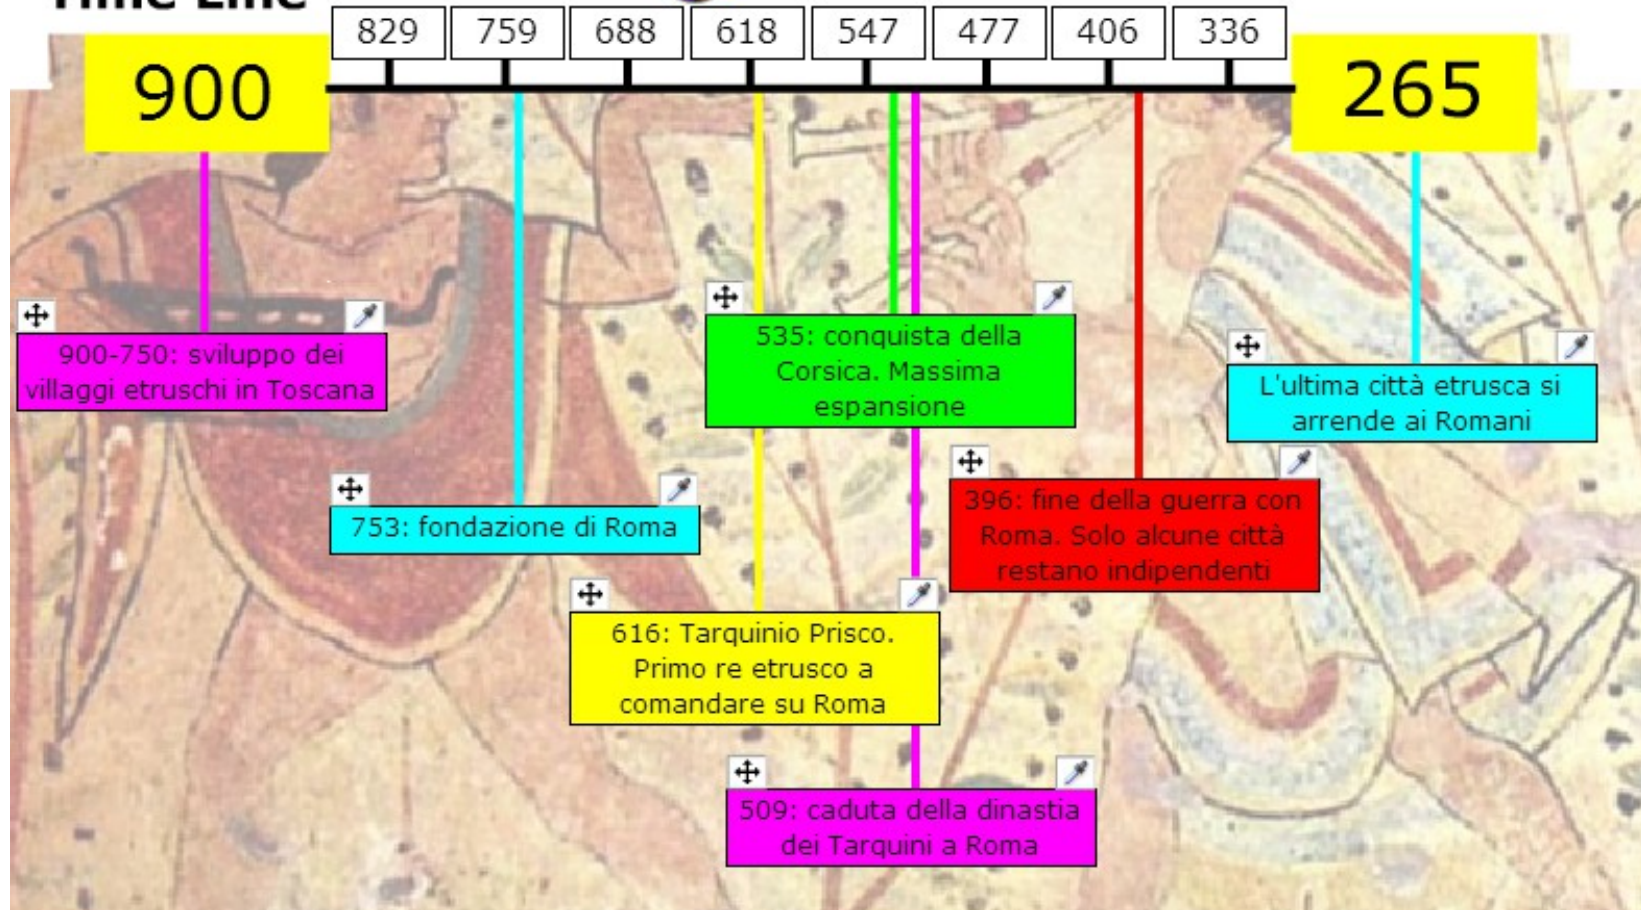 Time Line
900
829
759
688
618
547
477
406
336
265
900-750: sviluppo dei
villaggi etruschi in Toscana
753: fondazione di Roma
616: Tarquinio Prisco.
Primo re etrusco a
comandare su Roma
535: conquista della
Corsica. Massima
espansione
509: caduta della dinastia
dei Tarquini a Roma
396: fine della guerra con
Roma. Solo alcune città
restano indipendenti
L'ultima città etrusca si
arrende ai Romani